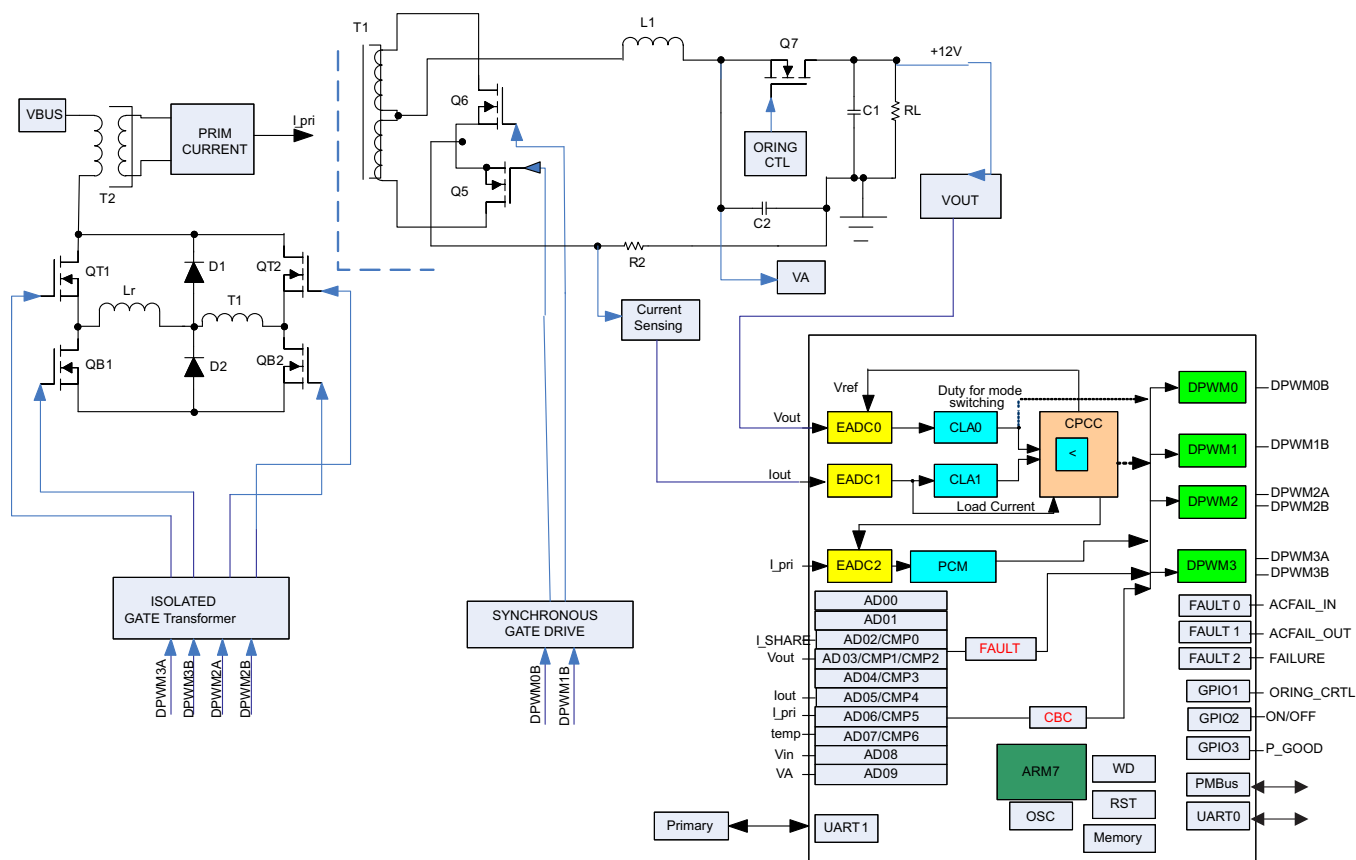 T1
L1
Q7
+12V
VBUS
PRIM
CURRENT
I_pri
Q6
C1
RL
ORING
CTL
T2
Q5
VOUT
C2
R2
VA
QT1
D1
QT2
Lr
T1
Current
Sensing
QB1
D2
QB2
Vref
Duty for mode
switching
DPWM0
DPWM0B
Vout
EADC0
CLA0
CPCC
<
DPWM1
DPWM1B
Iout
EADC1
CLA1
Load Current
DPWM2
DPWM2A
DPWM2B
I_pri
EADC2
PCM
DPWM3
DPWM3A
DPWM3B
ISOLATED
GATE Transformer
SYNCHRONOUS
GATE DRIVE
AD00
AD01
I_SHARE
AD02/CMP0
Vout
AD03/CMP1/CMP2
AD04/CMP3
Iout
AD05/CMP4
I_pri
AD06/CMP5
temp
AD07/CMP6
Vin
AD08
VA
AD09
FAULT
CBC
FAULT 0
ACFAIL_IN
FAULT 1
ACFAIL_OUT
FAULT 2
FAILURE
GPIO1
ORING_CRTL
GPIO2
ON/OFF
GPIO3
P_GOOD
DPWM3A
DPWM3B
DPWM2A
DPWM2B
DPWM0B
DPWM1B
ARM7
WD
RST
OSC
Memory
PMBus
UART0
Primary
UART1